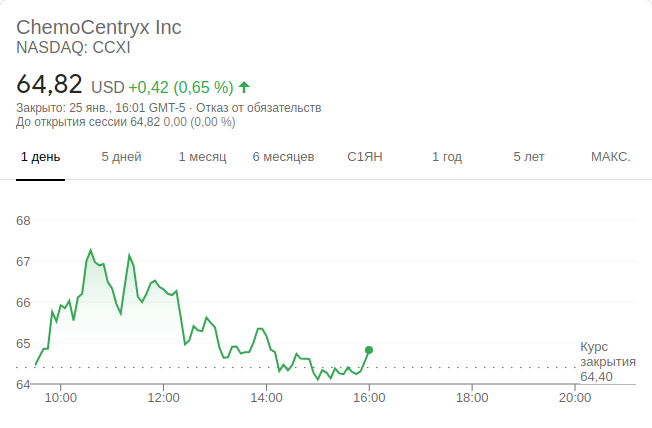 ChemoCentryx Inc
NASDAQ: CCXI
64,82 USD +0,42 (0,65 %)
Закрыто: 25 янв., 16:01 GMT-5 · Отказ от обязательств
До открытия сессии 64,82 0,00 (0,00 %)
1 день 5 дней 1 месяц 6 месяцев С1ЯН 1 год 5 лет МАКС.
68
67
66
65
64
Курс
закрытия
64,40
10:00 12:00 14:00 16:00 18:00 20:00